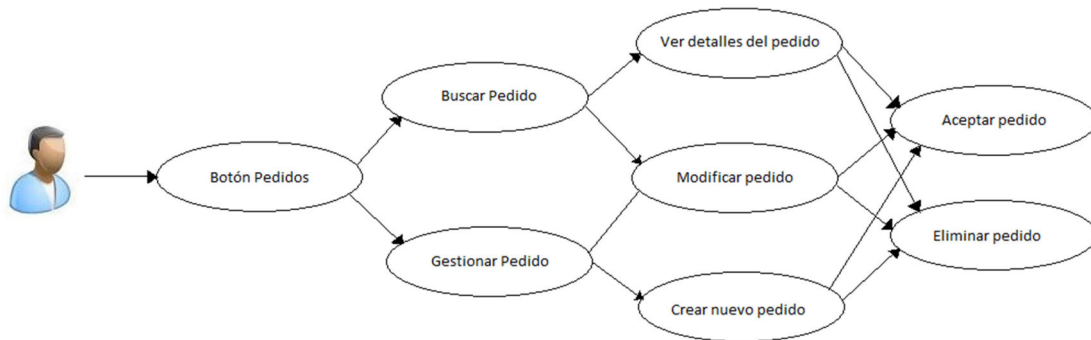 Ver detalles del pedido
Buscar Pedido
Aceptar pedido
Botón Pedidos
Modificar pedido
Eliminar pedido
Gestionar Pedido
Crear nuevo pedido